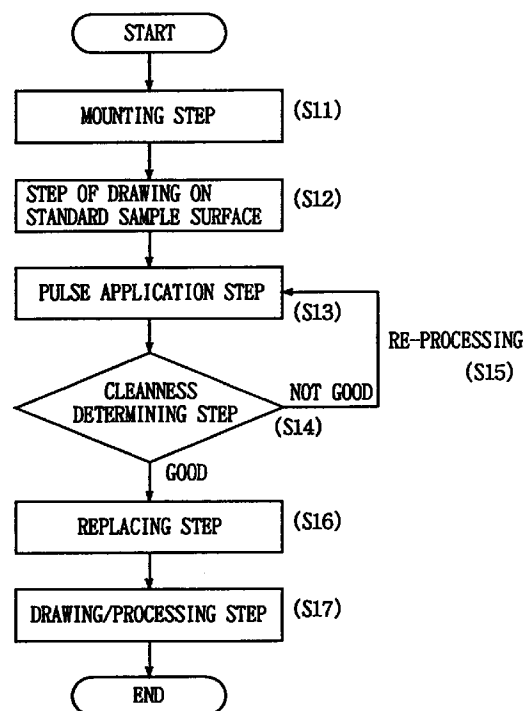 START
MOUNTING STEP
(S11)
STEP OF DRAWING ON
STANDARD SAMPLE SURFACE
(S12)
PULSE APPLICATION STEP
(S13)
RE-PROCESSING
(S15)
CLEANNESS
DETERMINING STEP
NOT GOOD
(S14)
GOOD
REPLACING STEP
(S16)
DRAWING/PROCESSING STEP
(S17)
END